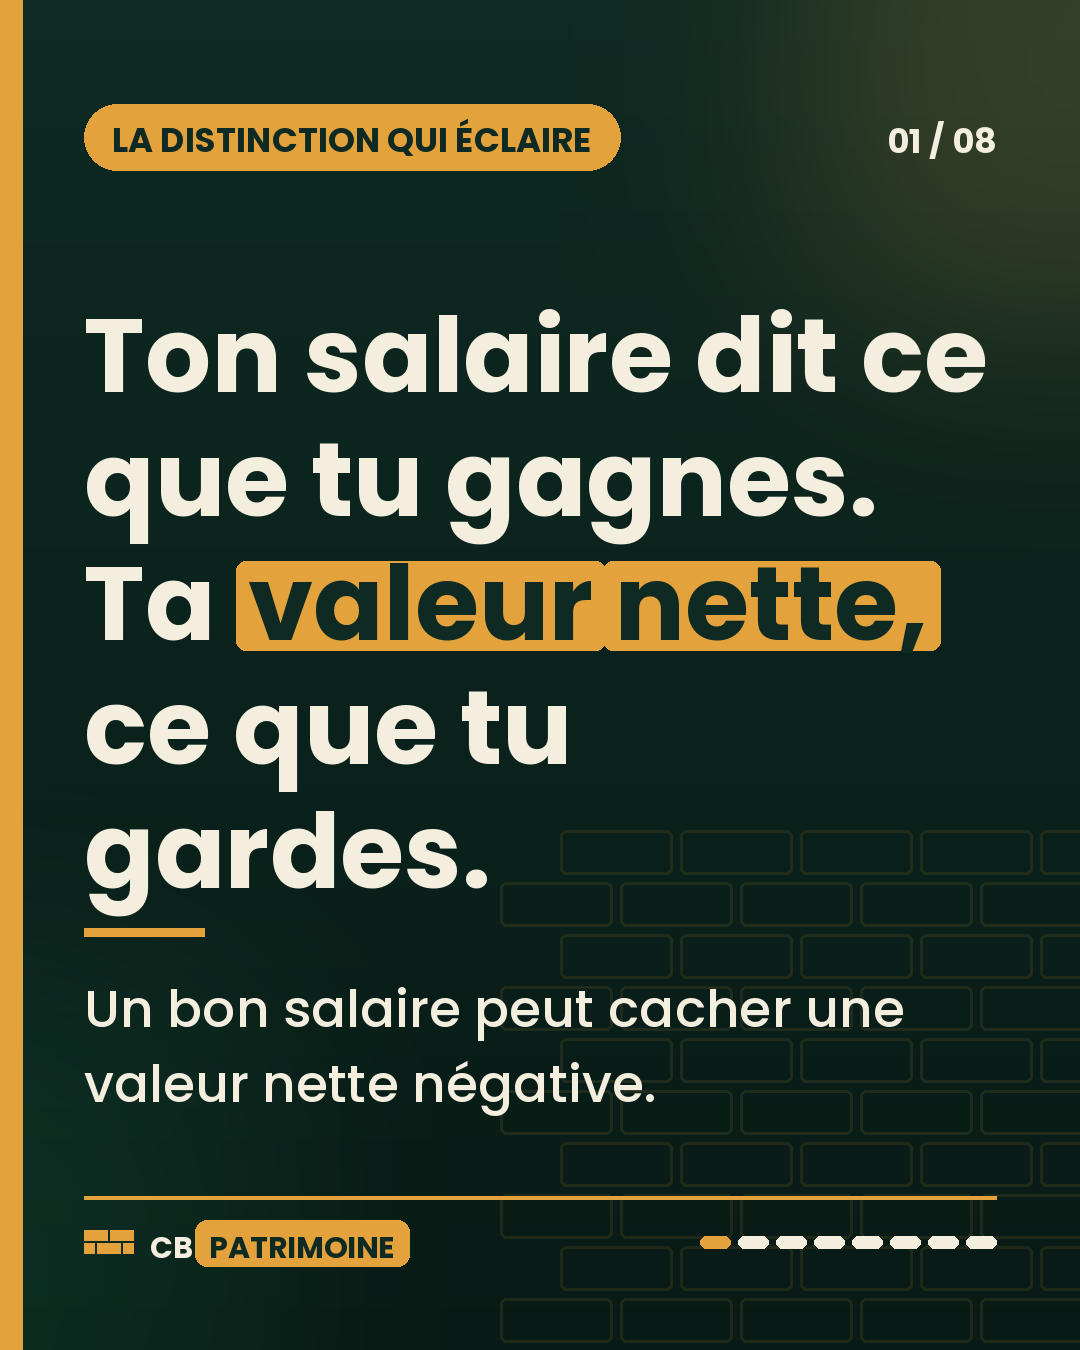 LA DISTINCTION QUI ÉCLAIRE
01 / 08
Ton salaire dit ce
que tu gagnes.
Ta valeur nette,
ce que tu
gardes.
Un bon salaire peut cacher une
valeur nette négative.
CB PATRIMOINE